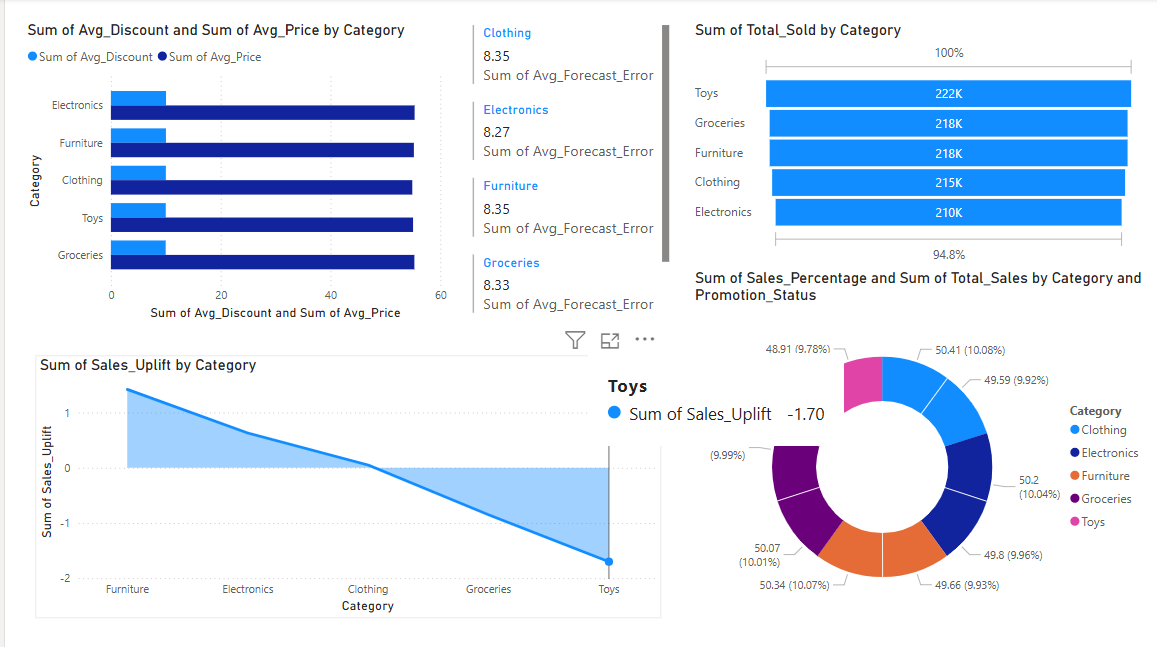 Sum of Avg_Discount and Sum of Avg_Price by Category
Sum of Avg_Discount Sum of Avg_Price
Category
Electronics
Furniture
Clothing
Toys
Groceries
0 20 40 60
Sum of Avg_Discount and Sum of Avg_Price
Clothing
8.35
Sum of Avg_Forecast_Error
Electronics
8.27
Sum of Avg_Forecast_Error
Furniture
8.35
Sum of Avg_Forecast_Error
Groceries
8.33
Sum of Avg_Forecast_Error
Sum of Total_Sold by Category
100%
Toys 222K
Groceries 218K
Furniture 218K
Clothing 215K
Electronics 210K
94.8%
Sum of Sales_Uplift by Category
Sum of Sales_Uplift
1
0
-1
-2
Furniture Electronics Clothing Groceries Toys
Category
Toys
Sum of Sales_Uplift -1.70
Sum of Sales_Percentage and Sum of Total_Sales by Category and
Promotion_Status
48.91 (9.78%)
50.41 (10.08%)
49.59 (9.92%)
50.2
(10.04%)
49.8 (9.96%)
49.66 (9.93%)
50.34 (10.07%)
50.07
(10.01%)
(9.99%)
Category
Clothing
Electronics
Furniture
Groceries
Toys